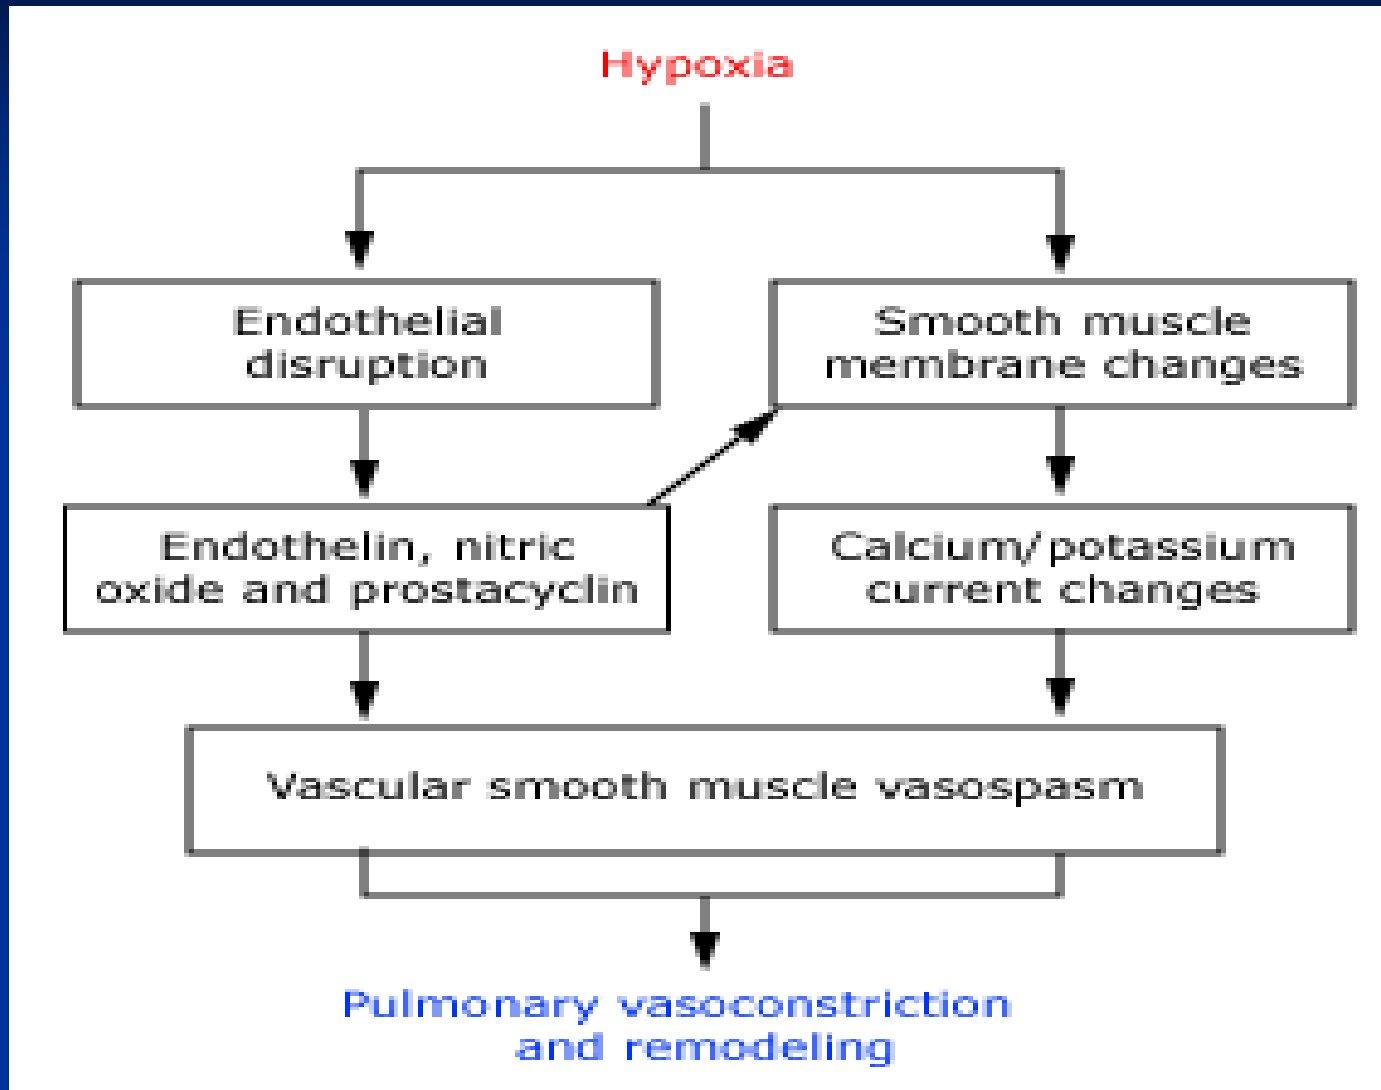 Hypoxia
Endothelial
disruption
Smooth muscle
membrane changes
Endothelin, nitric
oxide and prostacyclin
Calcium/potassium
current changes
Vascular smooth muscle vasospasm
Pulmonary vasoconstriction
and remodeling